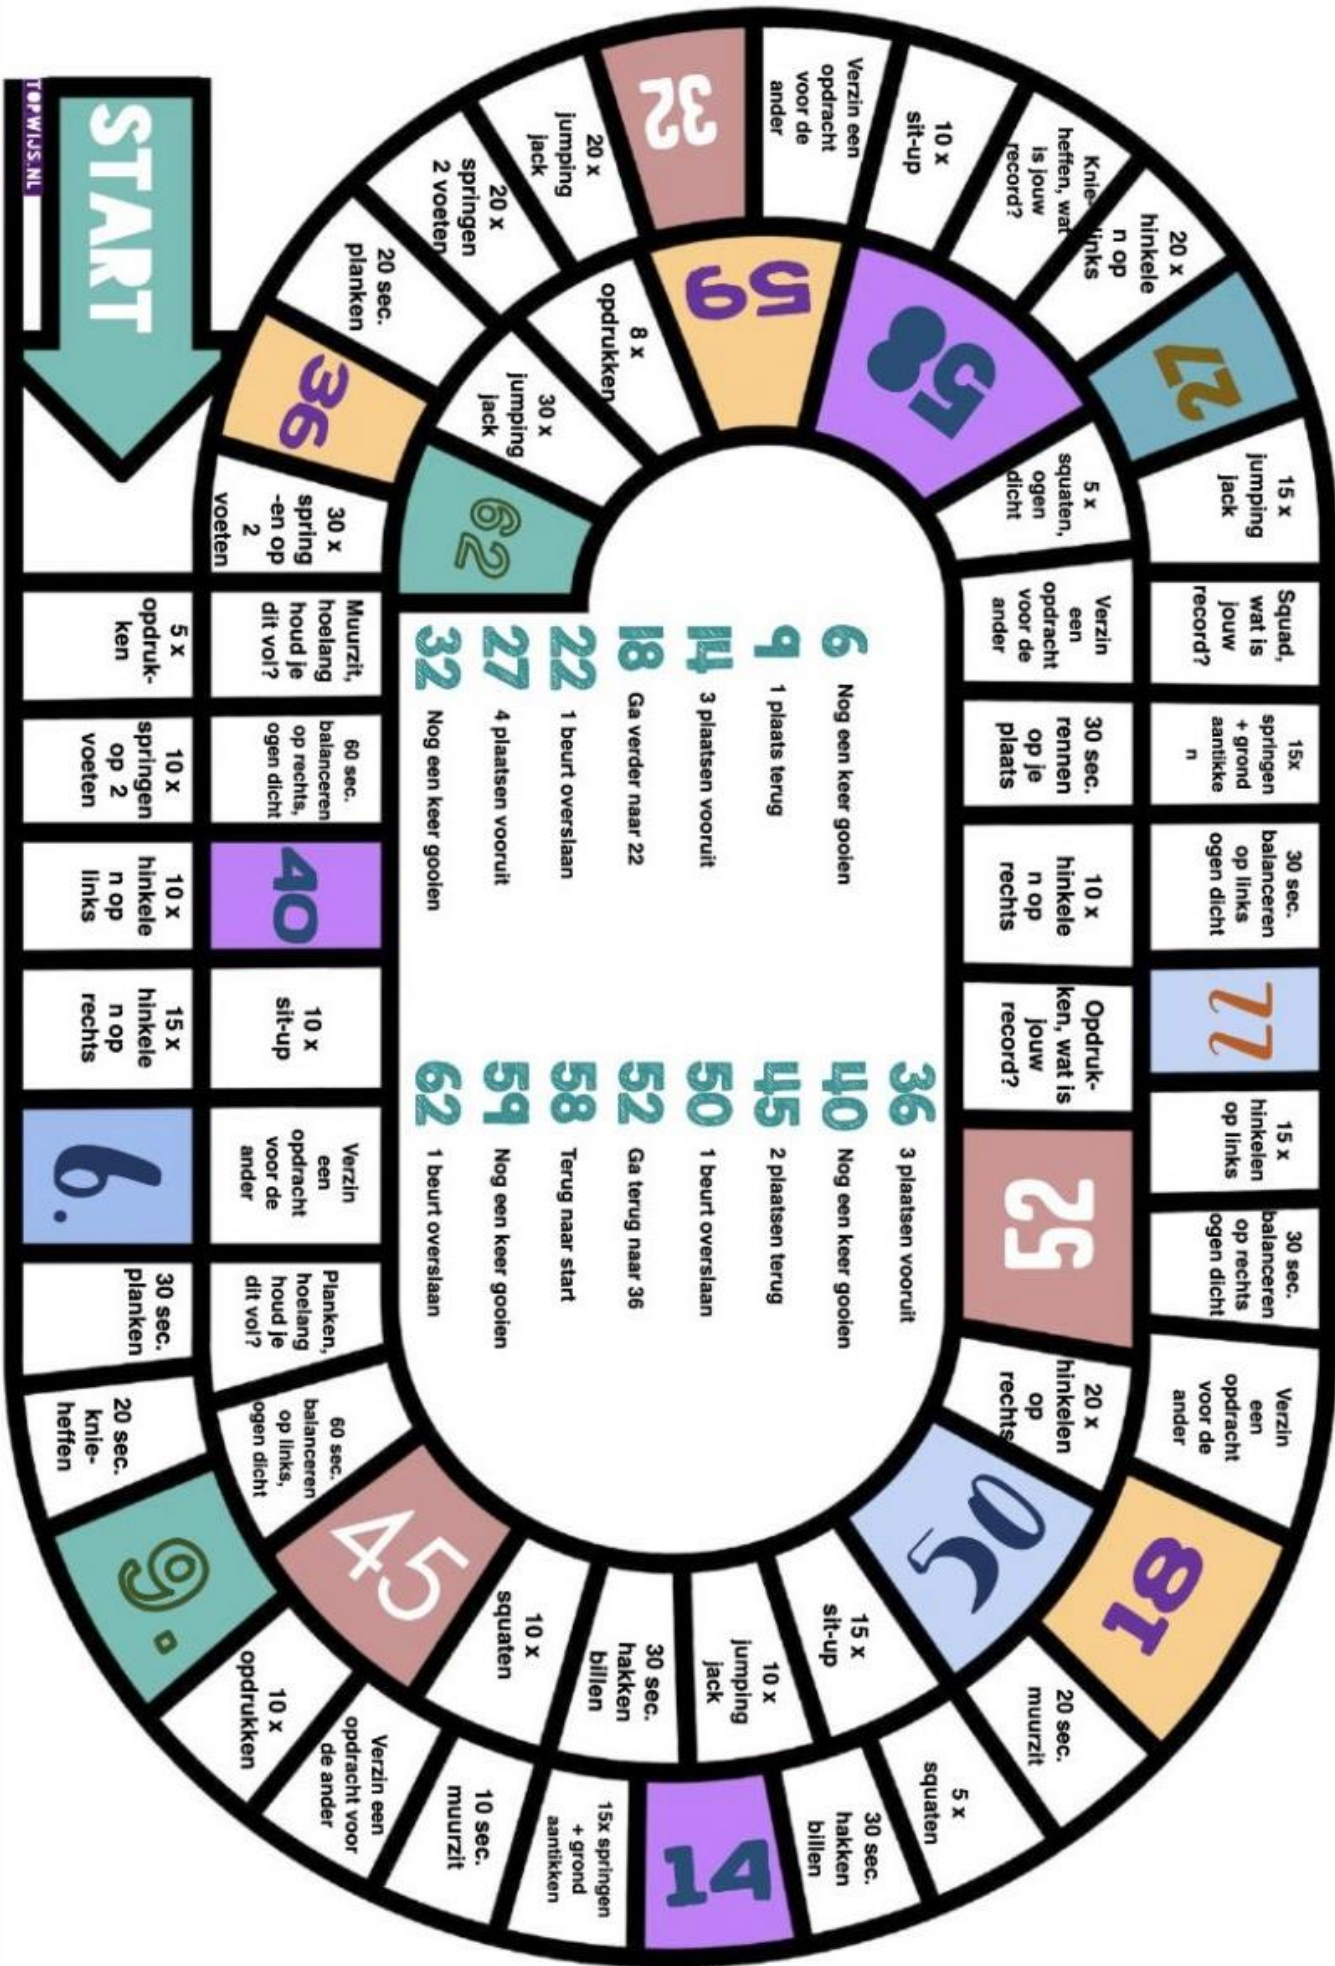 TOPWIJS.NL
START
5 x
opdruk-
ken
10 x
springen
op 2
voeten
10 x
hinkele
n op
links
15 x
hinkele
n op
rechts
6.
30 sec.
planken
20 sec.
knie-
heffen
9.
10 x
opdrukken
Verzin een
opdracht voor
de ander
10 sec.
muurzit
15x springen
+ grond
aantikken
14
30 sec.
hakken
billen
5 x
squaten
20 sec.
muurzit
18
Verzin
een
opdracht
voor de
ander
30 sec.
balanceren
op rechts
ogen dicht
15 x
hinkelen
op links
22
30 sec.
balanceren
op links
ogen dicht
15x
springen
+ grond
aantikke
n
Squad,
wat is
jouw
record?
15 x
jumping
jack
27
20 x
hinkele
n op
links
Knie-
heffen, wat
is jouw
record?
10 x
sit-up
Verzin een
opdracht
voor de
ander
32
20 x
jumping
jack
20 x
springen
2 voeten
20 sec.
planken
36
30 x
spring
-en op
2
voeten
Muurzit,
hoelang
houd je
dit vol?
60 sec.
balanceren
op rechts,
ogen dicht
40
10 x
sit-up
Verzin
een
opdracht
voor de
ander
Planken,
hoelang
houd je
dit vol?
60 sec.
balanceren
op links,
ogen dicht
45
10 x
squaten
30 sec.
hakken
billen
10 x
jumping
jack
15 x
sit-up
50
20 x
hinkelen
op
rechts
52
Opdruk-
ken, wat is
jouw
record?
10 x
hinkele
n op
rechts
30 sec.
rennen
op je
plaats
Verzin
een
opdracht
voor de
ander
5 x
squaten,
ogen
dicht
58
59
8 x
opdrukken
30 x
jumping
jack
62
6 Nog een keer gooien
9 1 plaats terug
14 3 plaatsen vooruit
18 Ga verder naar 22
22 1 beurt overslaan
27 4 plaatsen vooruit
32 Nog een keer gooien
36 3 plaatsen vooruit
40 Nog een keer gooien
45 2 plaatsen terug
50 1 beurt overslaan
52 Ga terug naar 36
58 Terug naar start
59 Nog een keer gooien
62 1 beurt overslaan